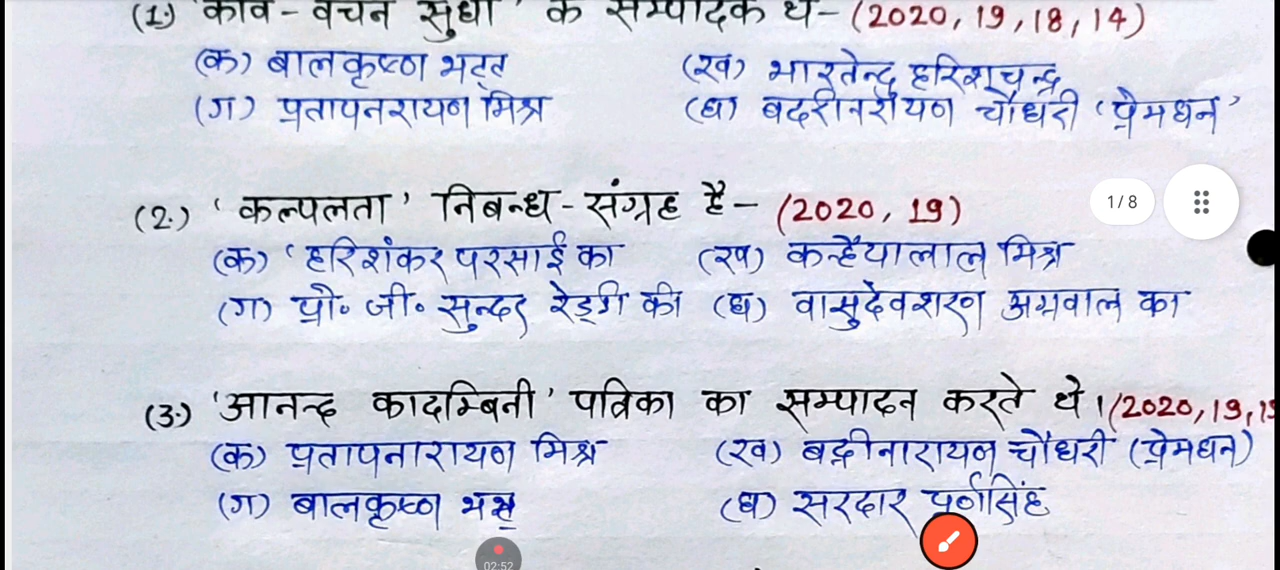 (1.) 'कवि-वचन सुधा' के सम्पादक थे- (2020, 19, 18, 14)
(क) बालकृष्ण भट्ट (ख) भारतेन्दु हरिश्चन्द्र
(ग) प्रतापनरायण मिश्र (घ) बदरीनरायण चौधरी 'प्रेमघन'
1/8
(2.) 'कल्पलता' निबन्ध-संग्रह है- (2020, 19)
(क) 'हरिशंकर परसाई का (ख) कन्हैयालाल मिश्र
(ग) प्रो० जी० सुन्दर रेड्डी की (घ) वासुदेवशरण अग्रवाल का
(3.) 'आनन्द कादम्बिनी' पत्रिका का सम्पादन करते थे। (2020, 19,
(क) प्रतापनारायण मिश्र (ख) बद्रीनारायण चौधरी (प्रेमघन)
(ग) बालकृष्ण भट्ट (घ) सरदार पूर्णसिंह
02:52